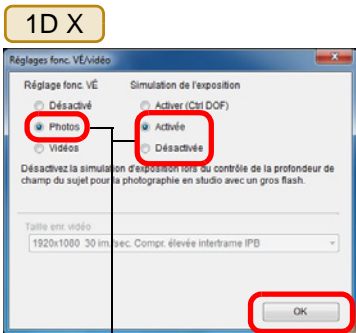 1D X
Réglages fonc. VÉ/vidéo
Réglage fonc. VÉ Simulation de l'exposition
Désactivé Activer (Ctrl DOF)
Photos Activée
Vidéos Désactivée
Désactivez la simulation d'exposition lors du contrôle de la profondeur de
champ du sujet pour la photographie en studio avec un gros flash.
Taille enr. vidéo
1920x1080 30 im./sec. Compr. élevée intertrame IPB
OK